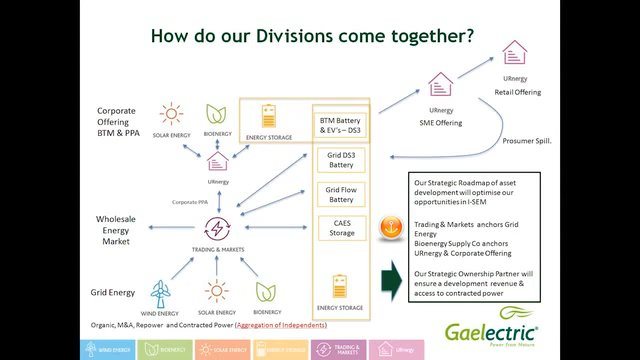 How do our Divisions come together?
URnergy
Retail Offering
URnergy
SME Offering
Prosumer Spill.
Corporate
Offering
BTM & PPA
SOLAR ENERGY
BIOENERGY
ENERGY STORAGE
BTM Battery
& EV's – DS3
URnergy
Grid DS3
Battery
Corporate PPA
Grid Flow
Battery
Wholesale
Energy
Market
TRADING & MARKETS
CAES
Storage
Our Strategic Roadmap of asset
development will optimise our
opportunities in I-SEM
Trading & Markets anchors Grid
Energy
Bioenergy Supply Co anchors
URnergy & Corporate Offering
Our Strategic Ownership Partner will
ensure a development revenue &
access to contracted power
Grid Energy
WIND ENERGY
SOLAR ENERGY
BIOENERGY
ENERGY STORAGE
Organic, M&A, Repower and Contracted Power (Aggregation of Independents)
WIND ENERGY
BIOENERGY
SOLAR ENERGY
ENERGY STORAGE
TRADING &
MARKETS
URnergy
Gaelectric
Power from Nature